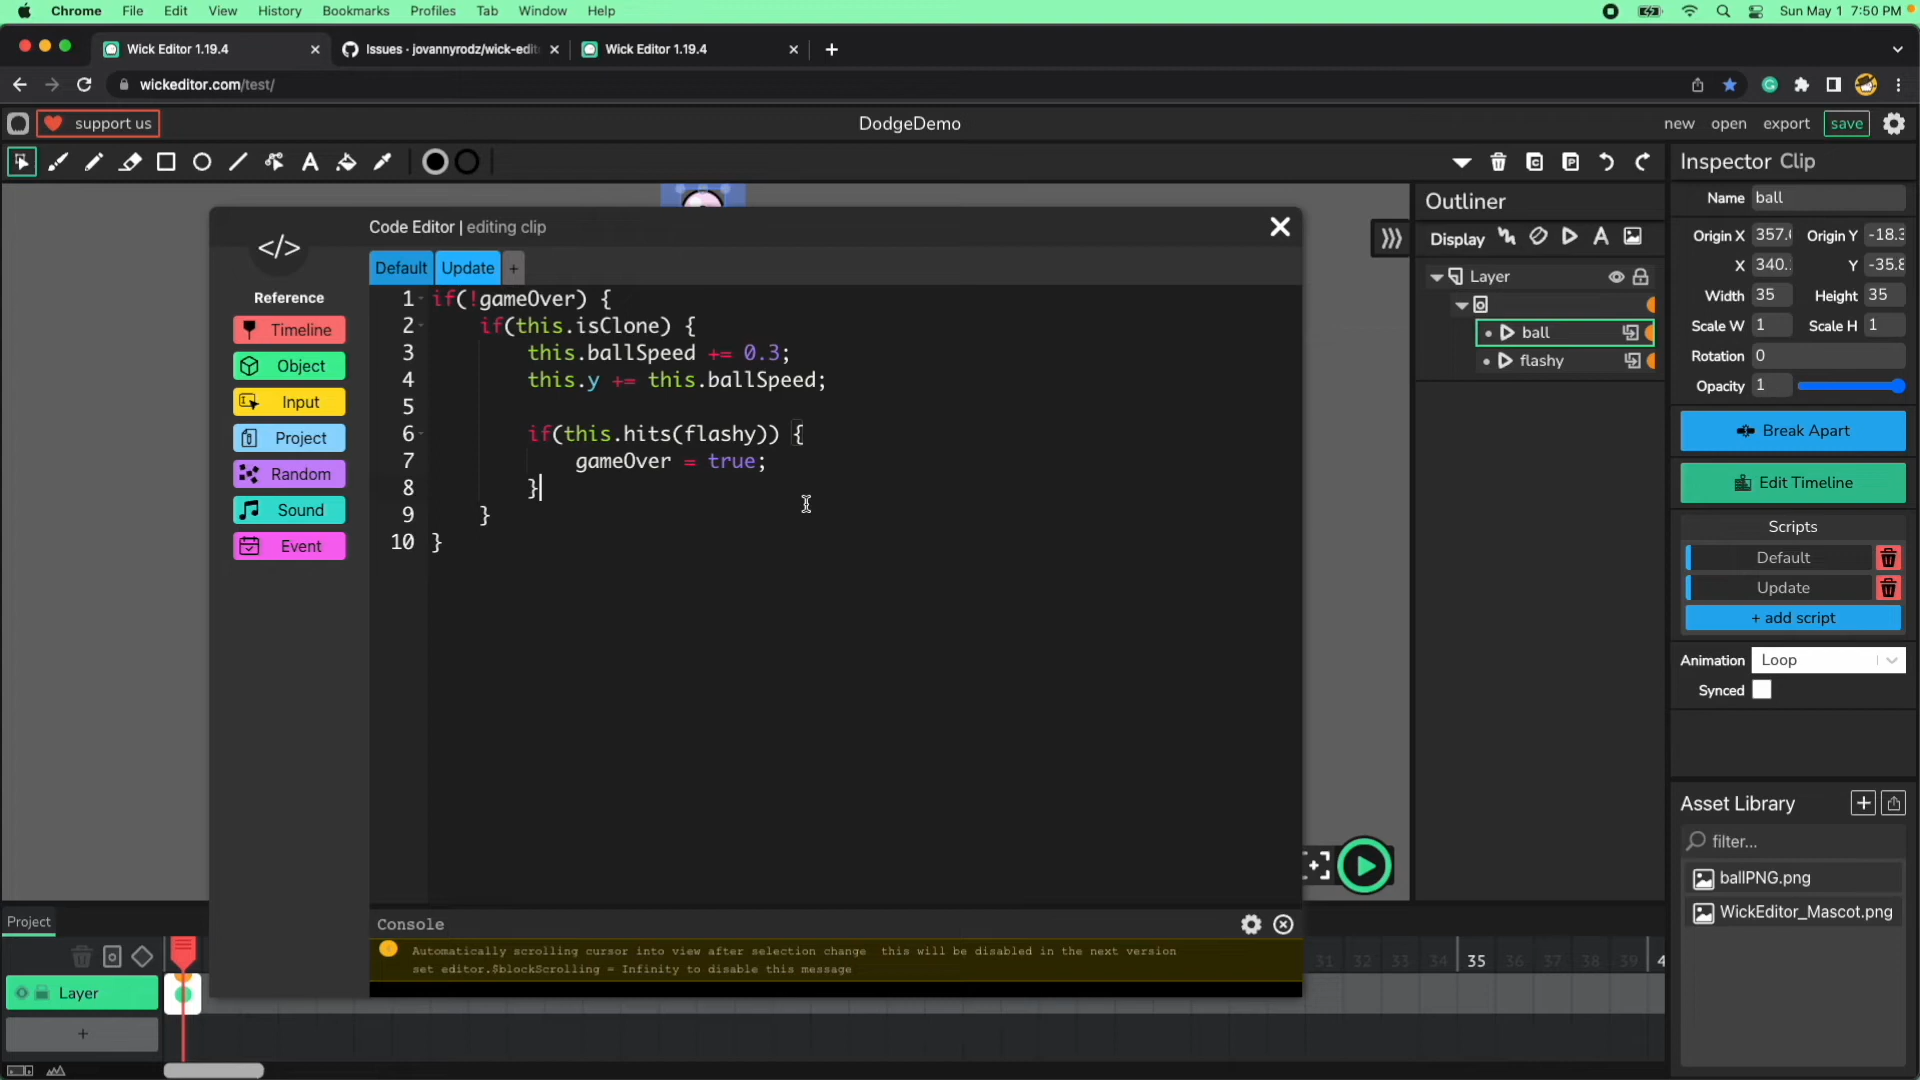 Chrome File Edit View History Bookmarks Profiles Tab Window Help Sun May 1 7:50 PM
Wick Editor 1.19.4
Issues · jovannyrodz/wick-edit
Wick Editor 1.19.4
wickeditor.com/test/
support us
DodgeDemo
new open export save
Inspector Clip
Name ball
Origin X 357. Origin Y -18.3
X 340. Y -35.8
Width 35 Height 35
Scale W 1 Scale H 1
Rotation 0
Opacity 1
Break Apart
Edit Timeline
Scripts
Default
Update
+ add script
Animation Loop
Synced
Asset Library
filter...
ballPNG.png
WickEditor_Mascot.png
Outliner
Display
Layer
ball
flashy
Code Editor | editing clip
Default Update +
Reference
Timeline
Object
Input
Project
Random
Sound
Event
1 if(!gameOver) {
2 if(this.isClone) {
3 this.ballSpeed += 0.3;
4 this.y += this.ballSpeed;
5
6 if(this.hits(flashy)) {
7 gameOver = true;
8 }
9 }
10 }
Console
Automatically scrolling cursor into view after selection change this will be disabled in the next version
set editor.$blockScrolling = Infinity to disable this message
Project
31 32 33 34 35 36 37 38 39 4
Layer
+